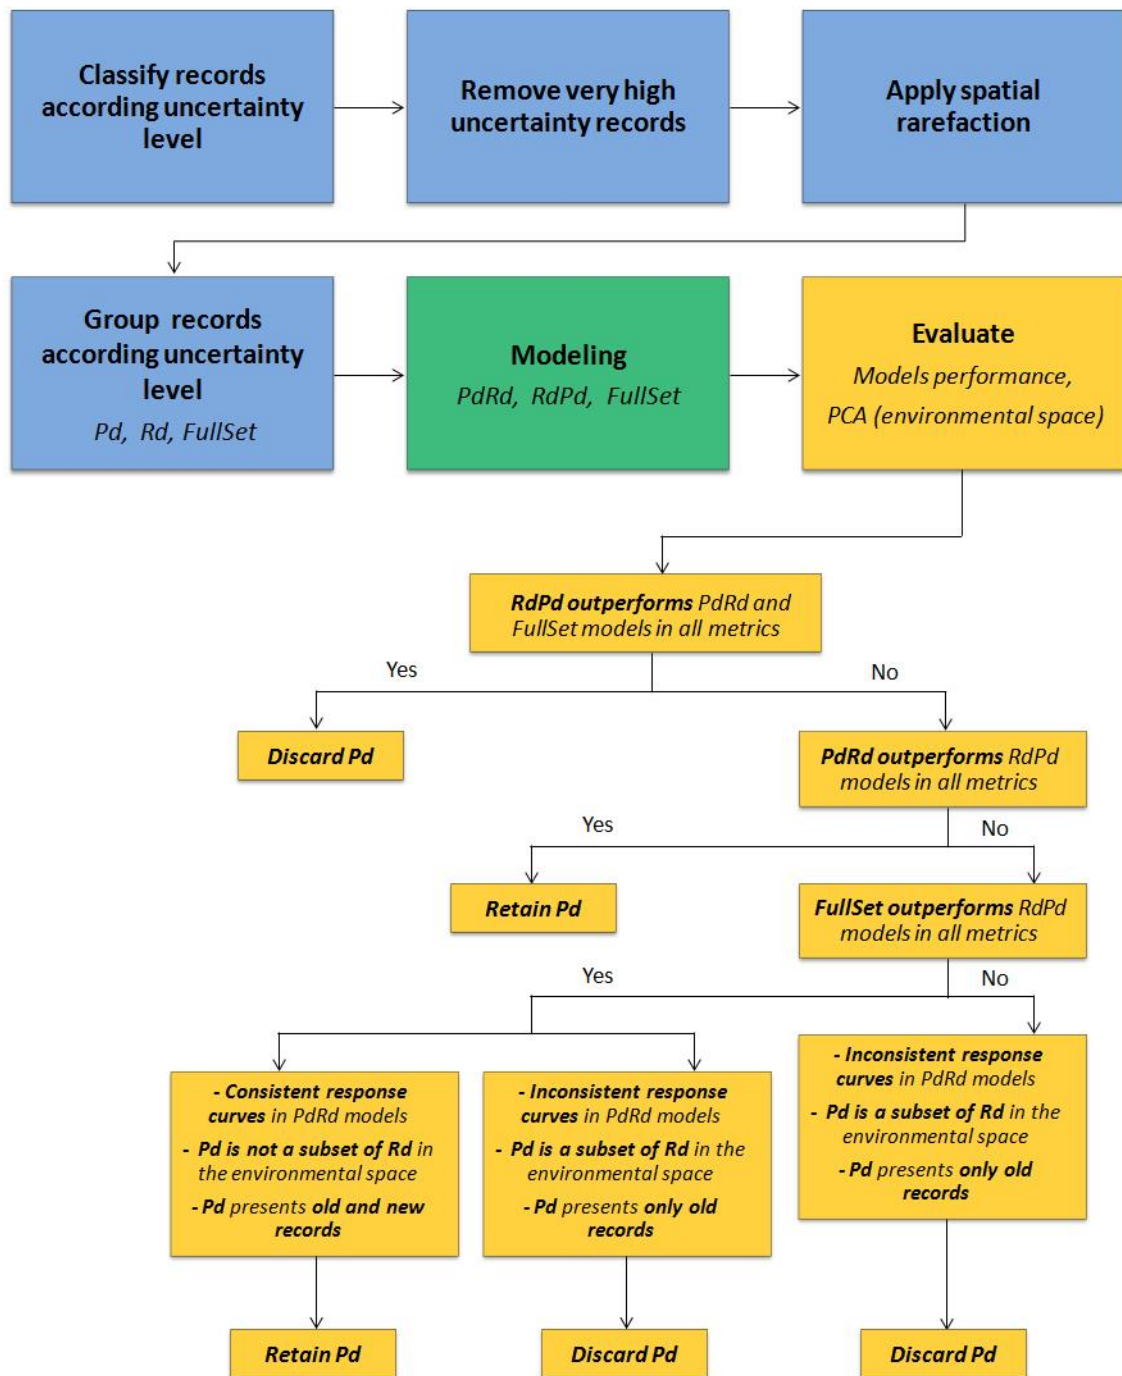 Classify records
according uncertainty
level
Remove very high
uncertainty records
Apply spatial
rarefaction
Group records
according uncertainty
level
Pd, Rd, FullSet
Modeling
PdRd, RdPd, FullSet
Evaluate
Models performance,
PCA (environmental space)
RdPd outperforms PdRd and
FullSet models in all metrics
Yes
No
Discard Pd
PdRd outperforms RdPd
models in all metrics
Yes
No
Retain Pd
FullSet outperforms RdPd
models in all metrics
Yes
No
- Consistent response
curves in PdRd models
- Pd is not a subset of Rd in
the environmental space
- Pd presents old and new
records
- Inconsistent response
curves in PdRd models
- Pd is a subset of Rd in the
environmental space
- Pd presents only old
records
- Inconsistent response
curves in PdRd models
- Pd is a subset of Rd in the
environmental space
- Pd presents only old
records
Retain Pd
Discard Pd
Discard Pd